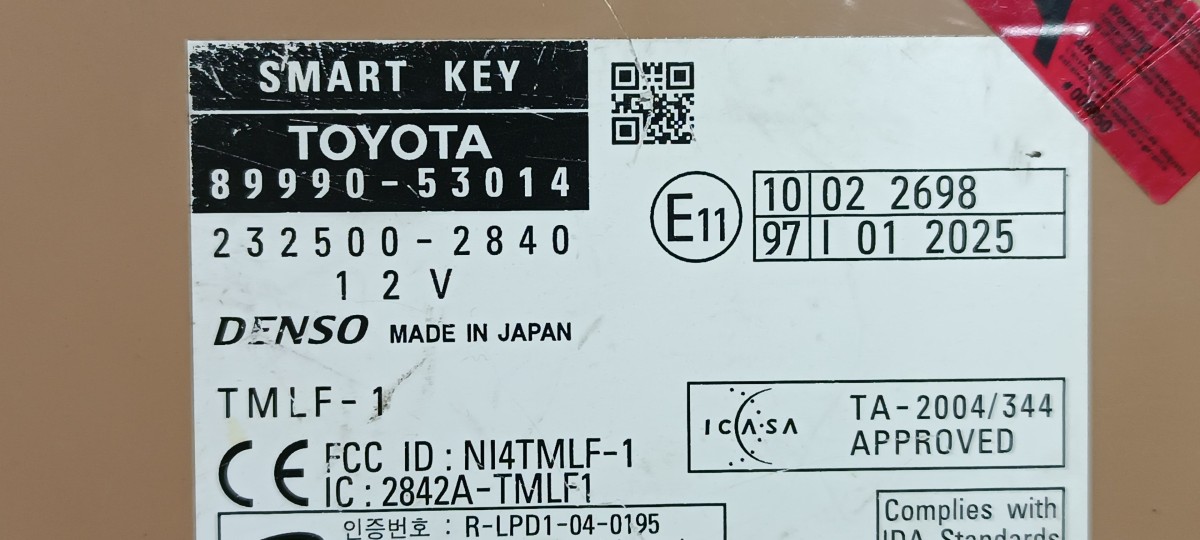 SMART KEY
TOYOTA
89990-53014
232500-2840
12V
DENSO MADE IN JAPAN
TMLF-1
CE FCC ID : NI4TMLF-1
IC : 2842A-TMLF1
인증번호 : R-LPD1-04-0195
E11
10 02 2698
97 I 01 2025
ICASA
TA-2004/344
APPROVED
Complies with
IDA Standards
Warning